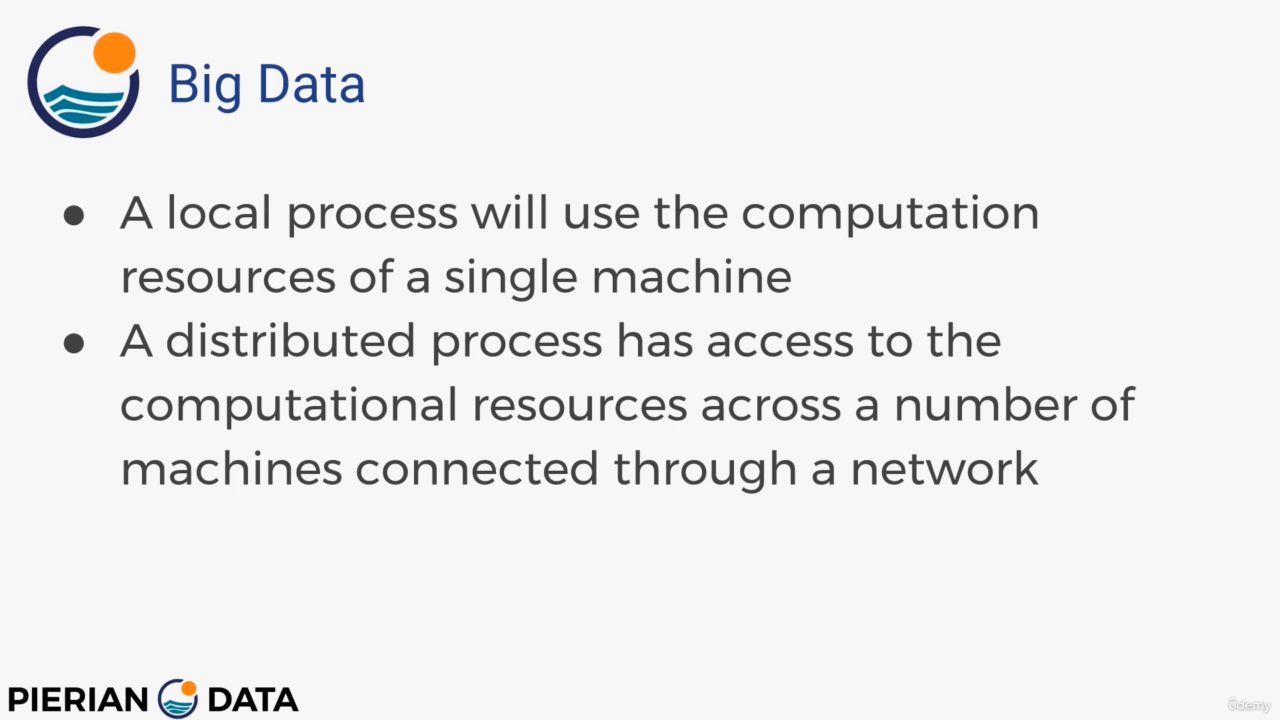 Big Data
● A local process will use the computation
resources of a single machine
● A distributed process has access to the
computational resources across a number of
machines connected through a network
PIERIAN DATA
ûdemy